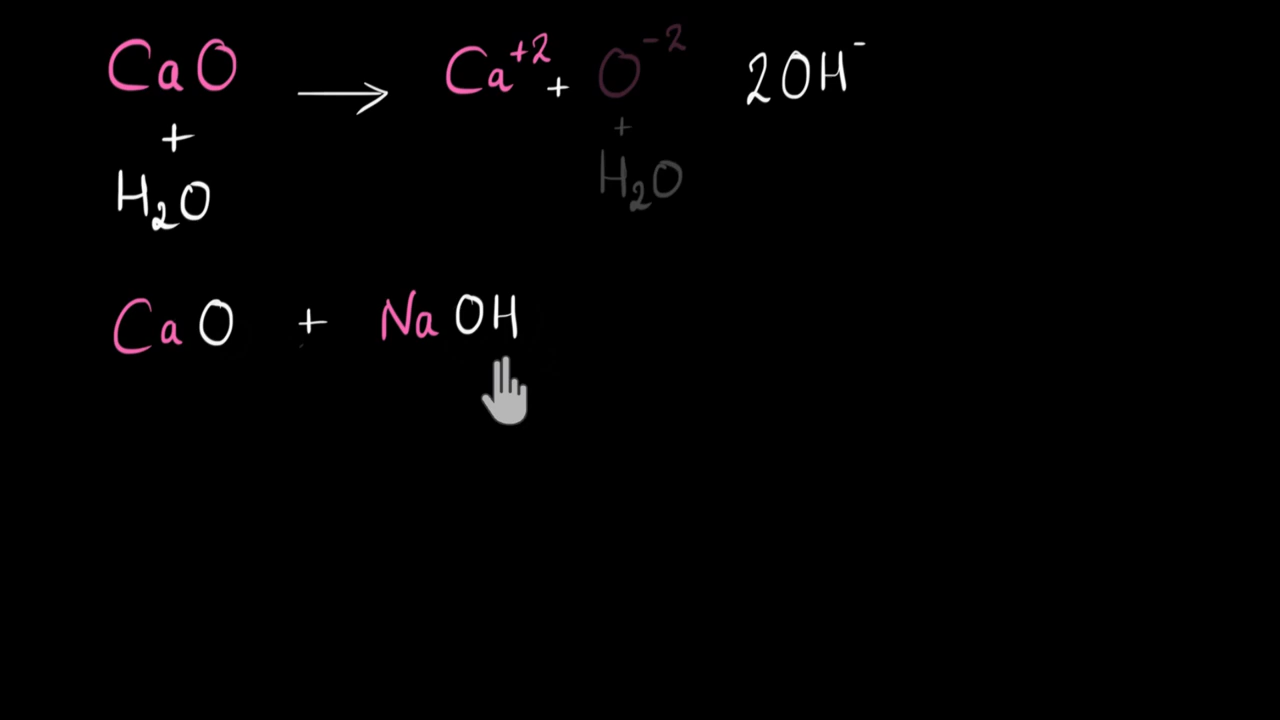 CaO → Ca⁺² + O⁻² 2OH⁻
+ +
H₂O H₂O
CaO + NaOH